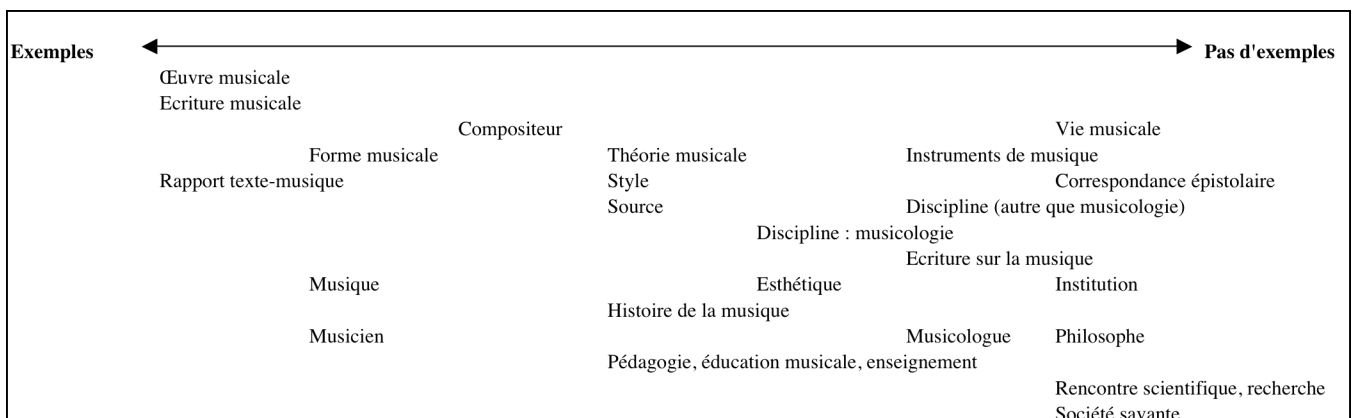 Exemples Pas d'exemples
Œuvre musicale
Ecriture musicale
Compositeur Vie musicale
Forme musicale Théorie musicale Instruments de musique
Rapport texte-musique Style Correspondance épistolaire
Source Discipline (autre que musicologie)
Discipline : musicologie
Ecriture sur la musique
Musique Esthétique Institution
Histoire de la musique
Musicien Musicologue Philosophe
Pédagogie, éducation musicale, enseignement
Rencontre scientifique, recherche
Société savante